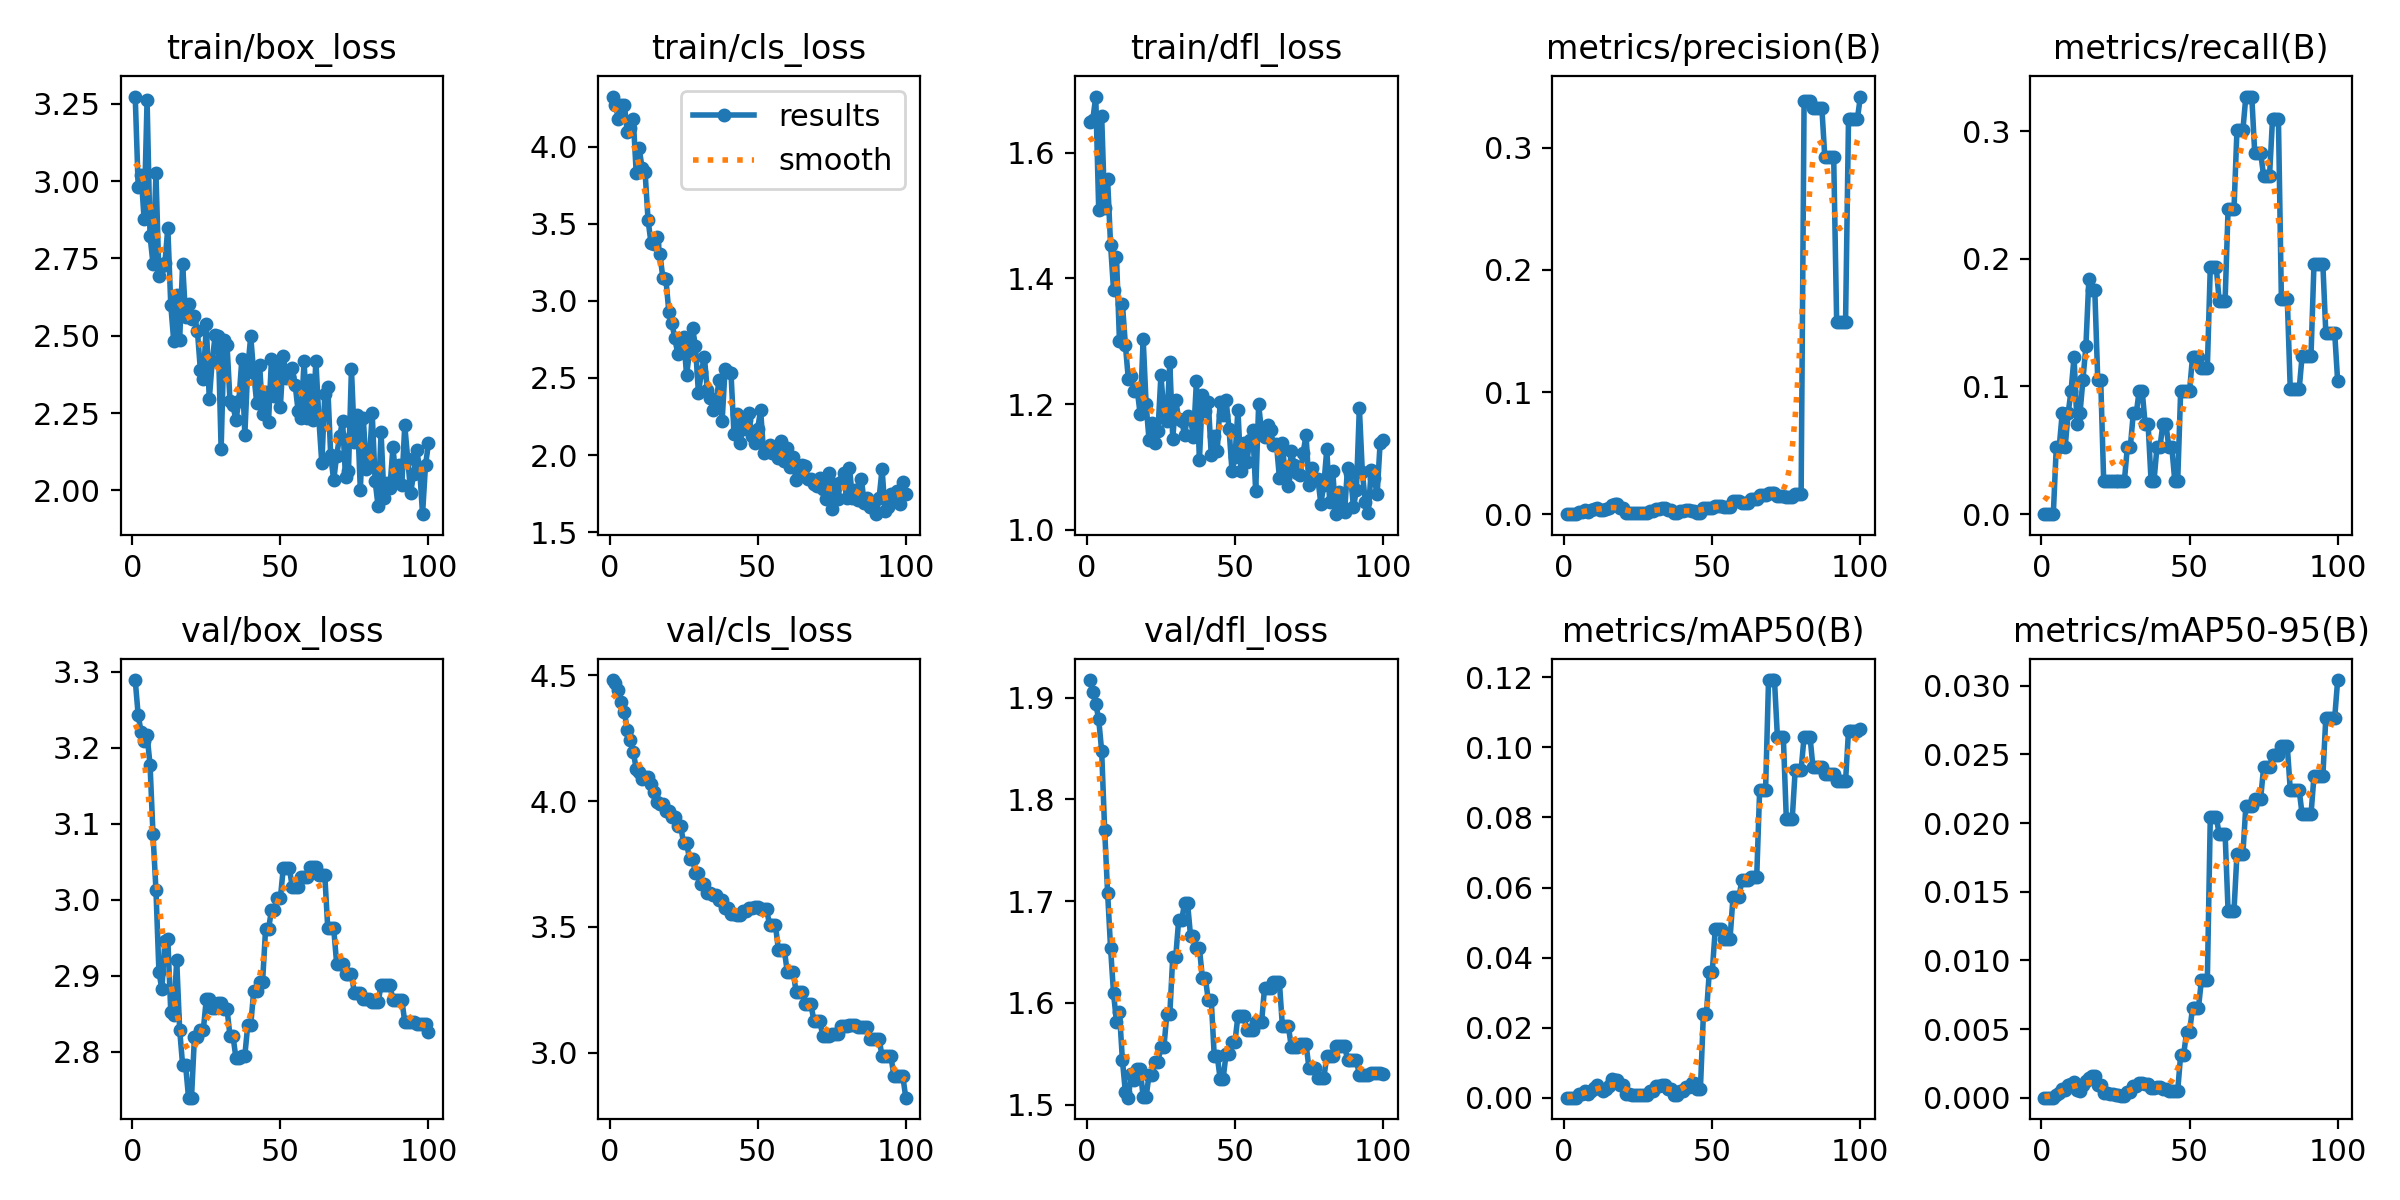 train/box_loss
3.25
3.00
2.75
2.50
2.25
2.00
0 50 100
train/cls_loss
results
smooth
4.0
3.5
3.0
2.5
2.0
1.5
0 50 100
train/dfl_loss
1.6
1.4
1.2
1.0
0 50 100
metrics/precision(B)
0.3
0.2
0.1
0.0
0 50 100
metrics/recall(B)
0.3
0.2
0.1
0.0
0 50 100
val/box_loss
3.3
3.2
3.1
3.0
2.9
2.8
0 50 100
val/cls_loss
4.5
4.0
3.5
3.0
0 50 100
val/dfl_loss
1.9
1.8
1.7
1.6
1.5
0 50 100
metrics/mAP50(B)
0.12
0.10
0.08
0.06
0.04
0.02
0.00
0 50 100
metrics/mAP50-95(B)
0.030
0.025
0.020
0.015
0.010
0.005
0.000
0 50 100